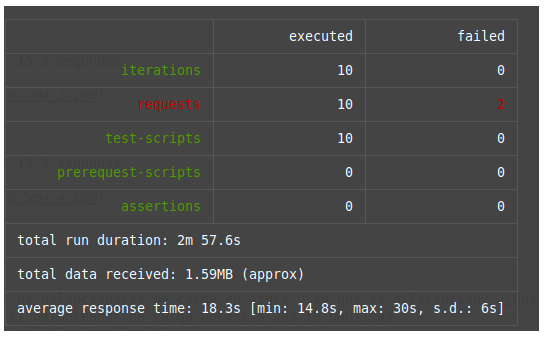 executed failed
iterations 10 0
requests 10 2
test-scripts 10 0
prerequest-scripts 0 0
assertions 0 0
total run duration: 2m 57.6s
total data received: 1.59MB (approx)
average response time: 18.3s [min: 14.8s, max: 30s, s.d.: 6s]